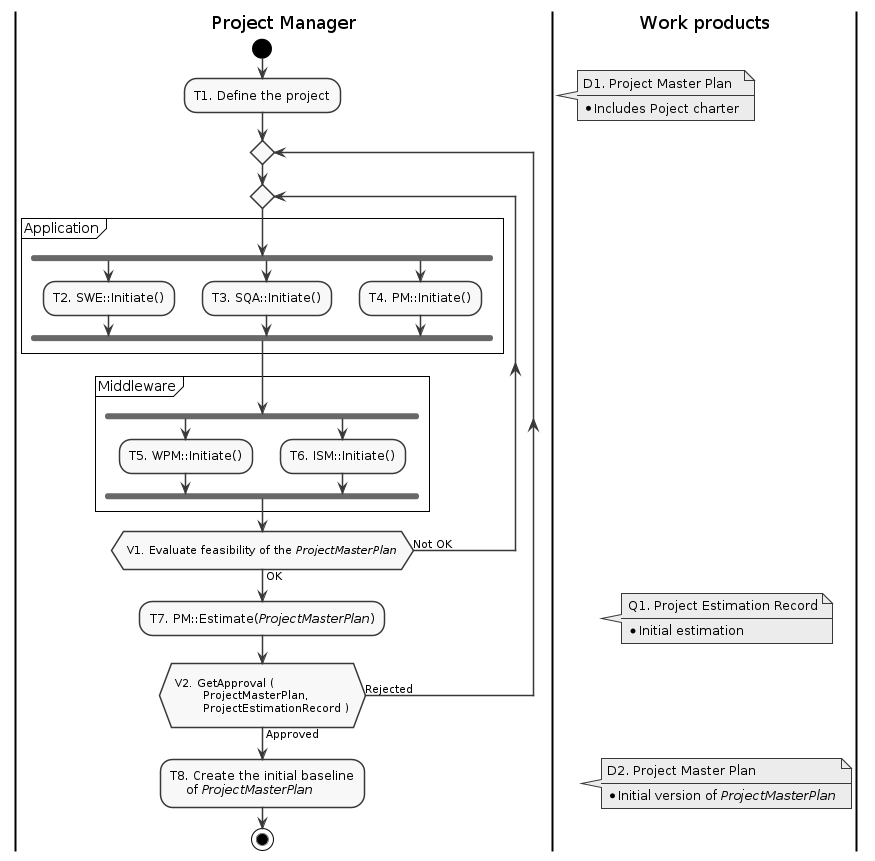 Project Manager
Work products
T1. Define the project
D1. Project Master Plan
•Includes Poject charter
Application
T2. SWE::Initiate()
T3. SQA::Initiate()
T4. PM::Initiate()
Middleware
T5. WPM::Initiate()
T6. ISM::Initiate()
V1. Evaluate feasibility of the ProjectMasterPlan
Not OK
OK
T7. PM::Estimate(ProjectMasterPlan)
Q1. Project Estimation Record
•Initial estimation
V2. GetApproval (
ProjectMasterPlan,
ProjectEstimationRecord )
Rejected
Approved
T8. Create the initial baseline
of ProjectMasterPlan
D2. Project Master Plan
•Initial version of ProjectMasterPlan